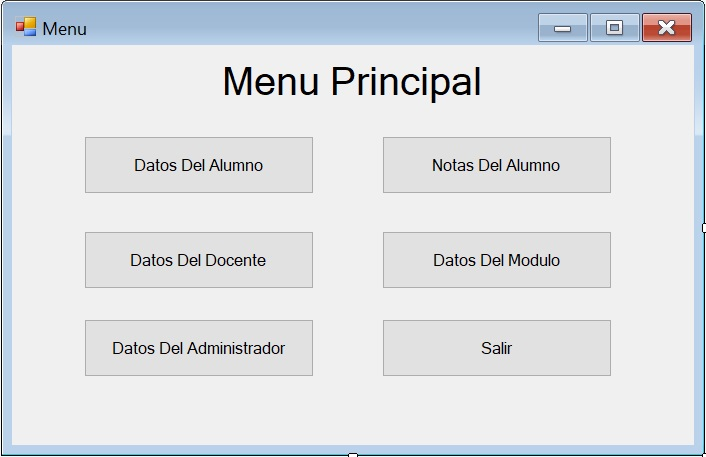 Menu
Menu Principal
Datos Del Alumno
Notas Del Alumno
Datos Del Docente
Datos Del Modulo
Datos Del Administrador
Salir